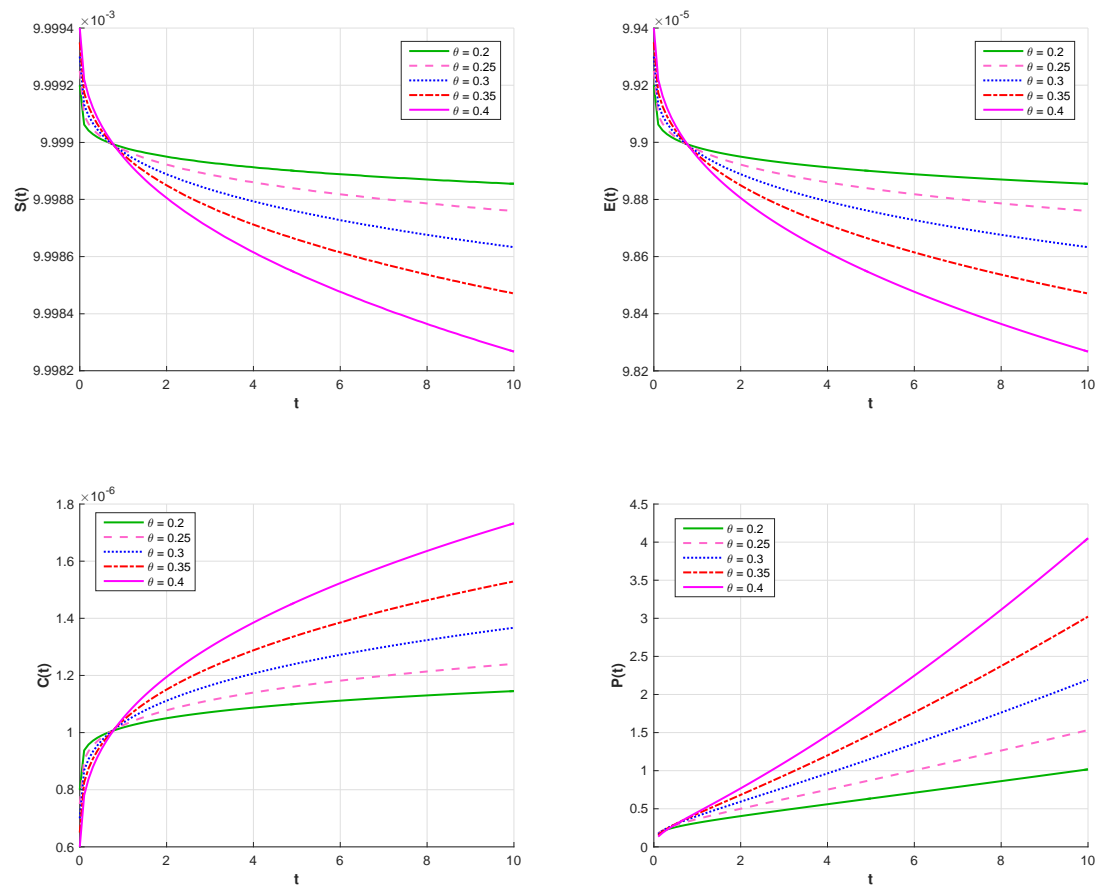 ×10⁻³
9.9994
9.9992
9.999
9.9988
9.9986
9.9984
9.9982
S(t)
0 2 4 6 8 10
t
θ = 0.2
θ = 0.25
θ = 0.3
θ = 0.35
θ = 0.4
×10⁻⁵
9.94
9.92
9.9
9.88
9.86
9.84
9.82
E(t)
0 2 4 6 8 10
t
θ = 0.2
θ = 0.25
θ = 0.3
θ = 0.35
θ = 0.4
×10⁻⁶
1.8
1.6
1.4
1.2
1
0.8
0.6
C(t)
0 2 4 6 8 10
t
θ = 0.2
θ = 0.25
θ = 0.3
θ = 0.35
θ = 0.4
4.5
4
3.5
3
2.5
2
1.5
1
0.5
0
P(t)
0 2 4 6 8 10
t
θ = 0.2
θ = 0.25
θ = 0.3
θ = 0.35
θ = 0.4